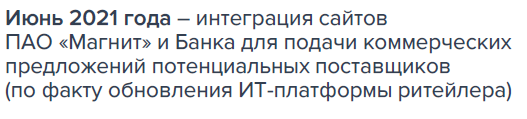 Июнь 2021 года – интеграция сайтов
ПАО «Магнит» и Банка для подачи коммерческих
предложений потенциальных поставщиков
(по факту обновления ИТ-платформы ритейлера)